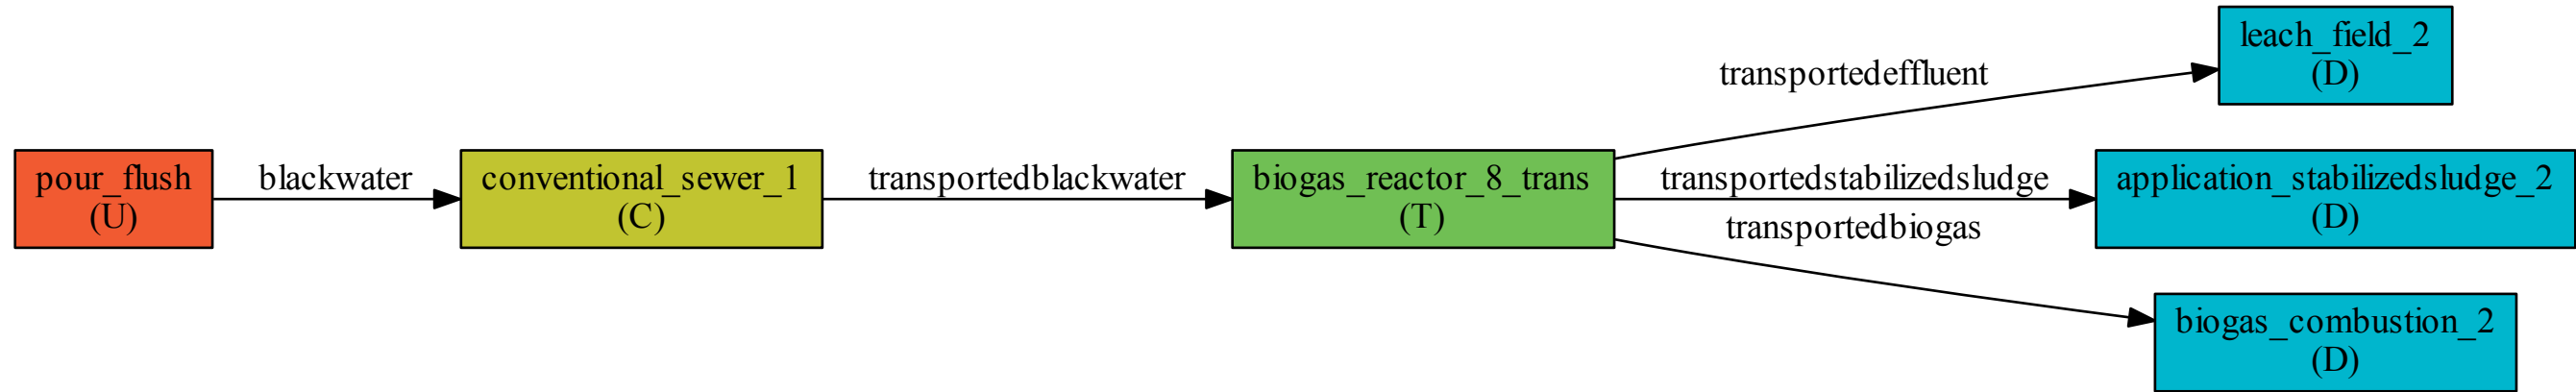 pour_flush
(U)
blackwater
conventional_sewer_1
(C)
transportedblackwater
biogas_reactor_8_trans
(T)
transportedeffluent
leach_field_2
(D)
transportedstabilizedsludge
application_stabilizedsludge_2
(D)
transportedbiogas
biogas_combustion_2
(D)